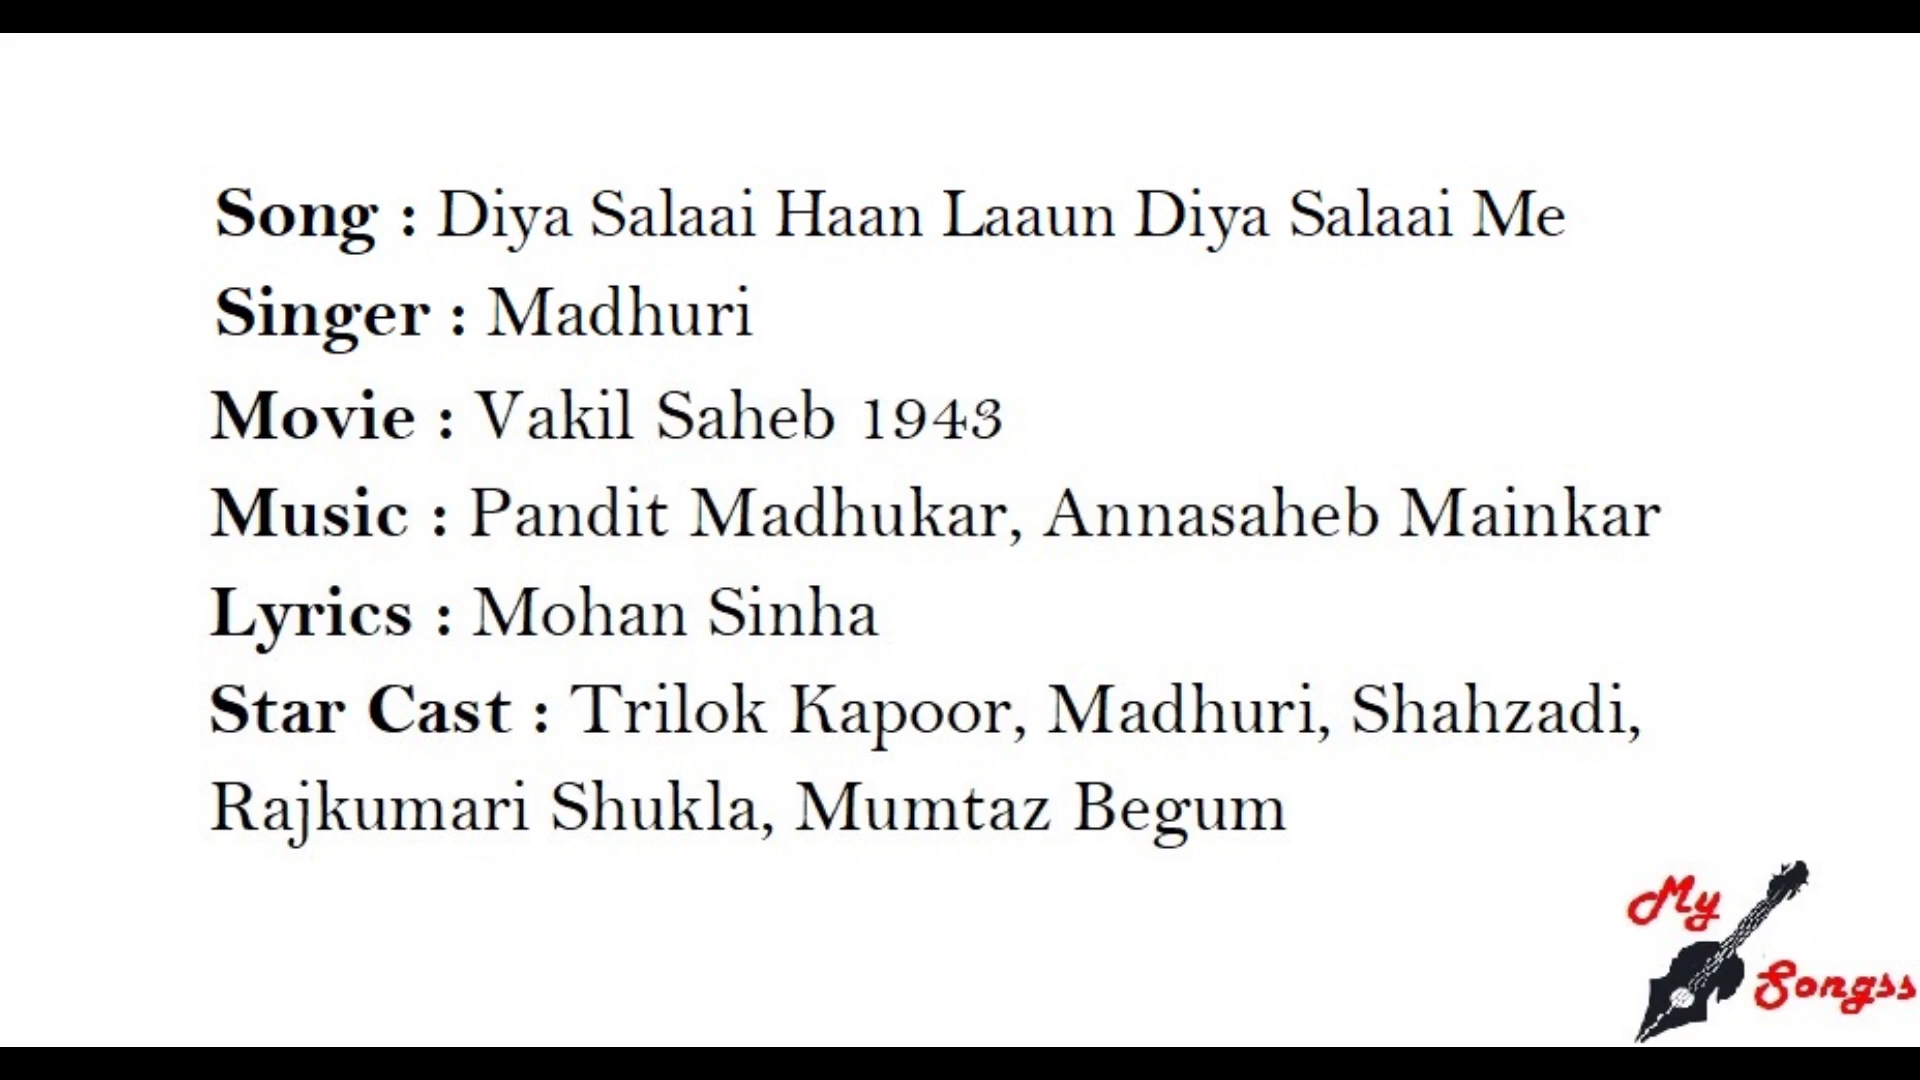 Song : Diya Salaai Haan Laaun Diya Salaai Me
Singer : Madhuri
Movie : Vakil Saheb 1943
Music : Pandit Madhukar, Annasaheb Mainkar
Lyrics : Mohan Sinha
Star Cast : Trilok Kapoor, Madhuri, Shahzadi,
Rajkumari Shukla, Mumtaz Begum
My
Songss